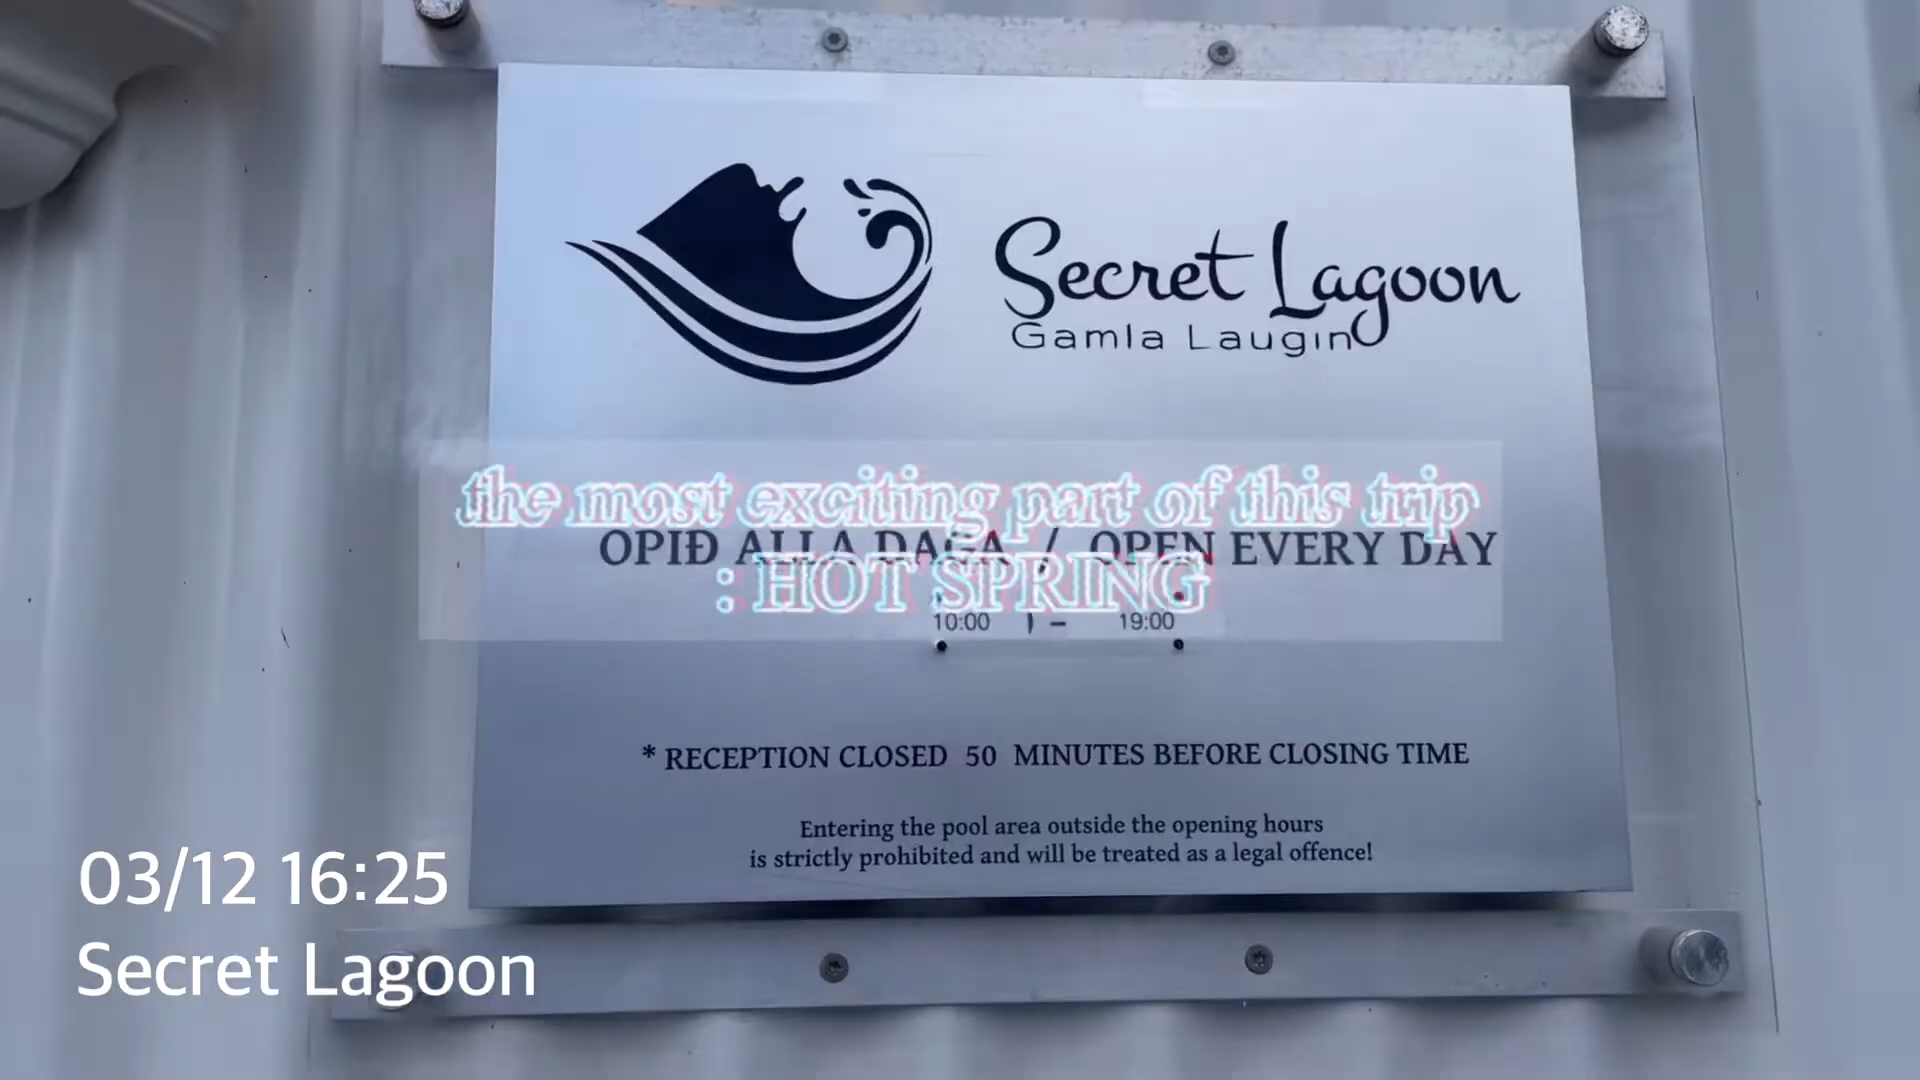 Secret Lagoon
Gamla Laugin
the most exciting part of this trip
OPIÐ ALLA DAGA / OPEN EVERY DAY
: HOT SPRING
10:00 – 19:00
* RECEPTION CLOSED 50 MINUTES BEFORE CLOSING TIME
Entering the pool area outside the opening hours
is strictly prohibited and will be treated as a legal offence!
03/12 16:25
Secret Lagoon